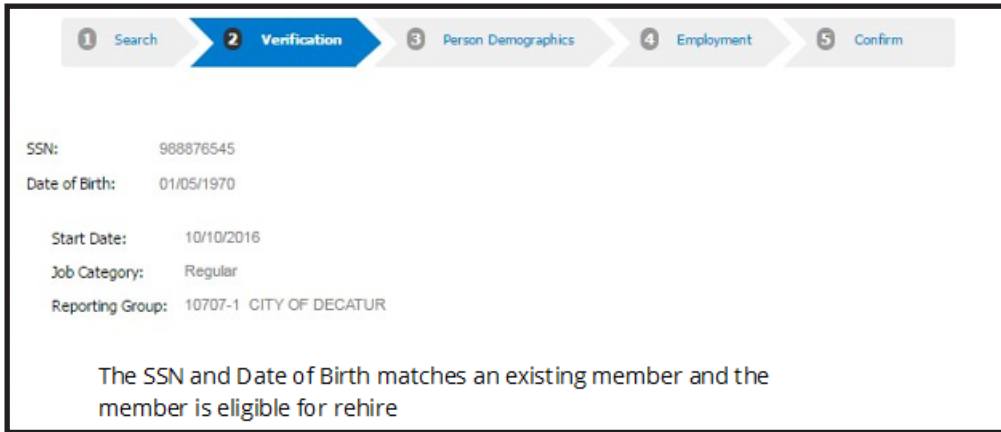 1 Search 2 Verification 3 Person Demographics 4 Employment 5 Confirm
SSN: 988876545
Date of Birth: 01/05/1970
Start Date: 10/10/2016
Job Category: Regular
Reporting Group: 10707-1 CITY OF DECATUR
The SSN and Date of Birth matches an existing member and the
member is eligible for rehire